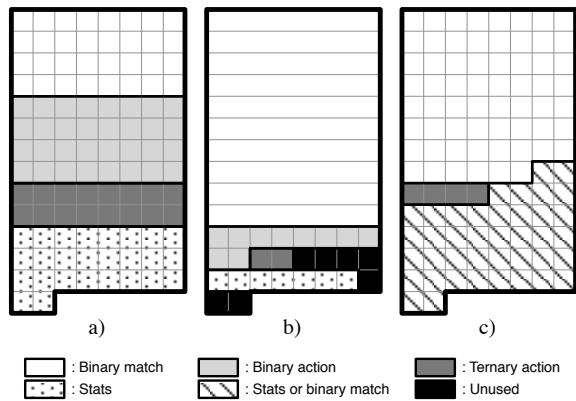 a) b) c)
: Binary match : Binary action : Ternary action
: Stats : Stats or binary match : Unused